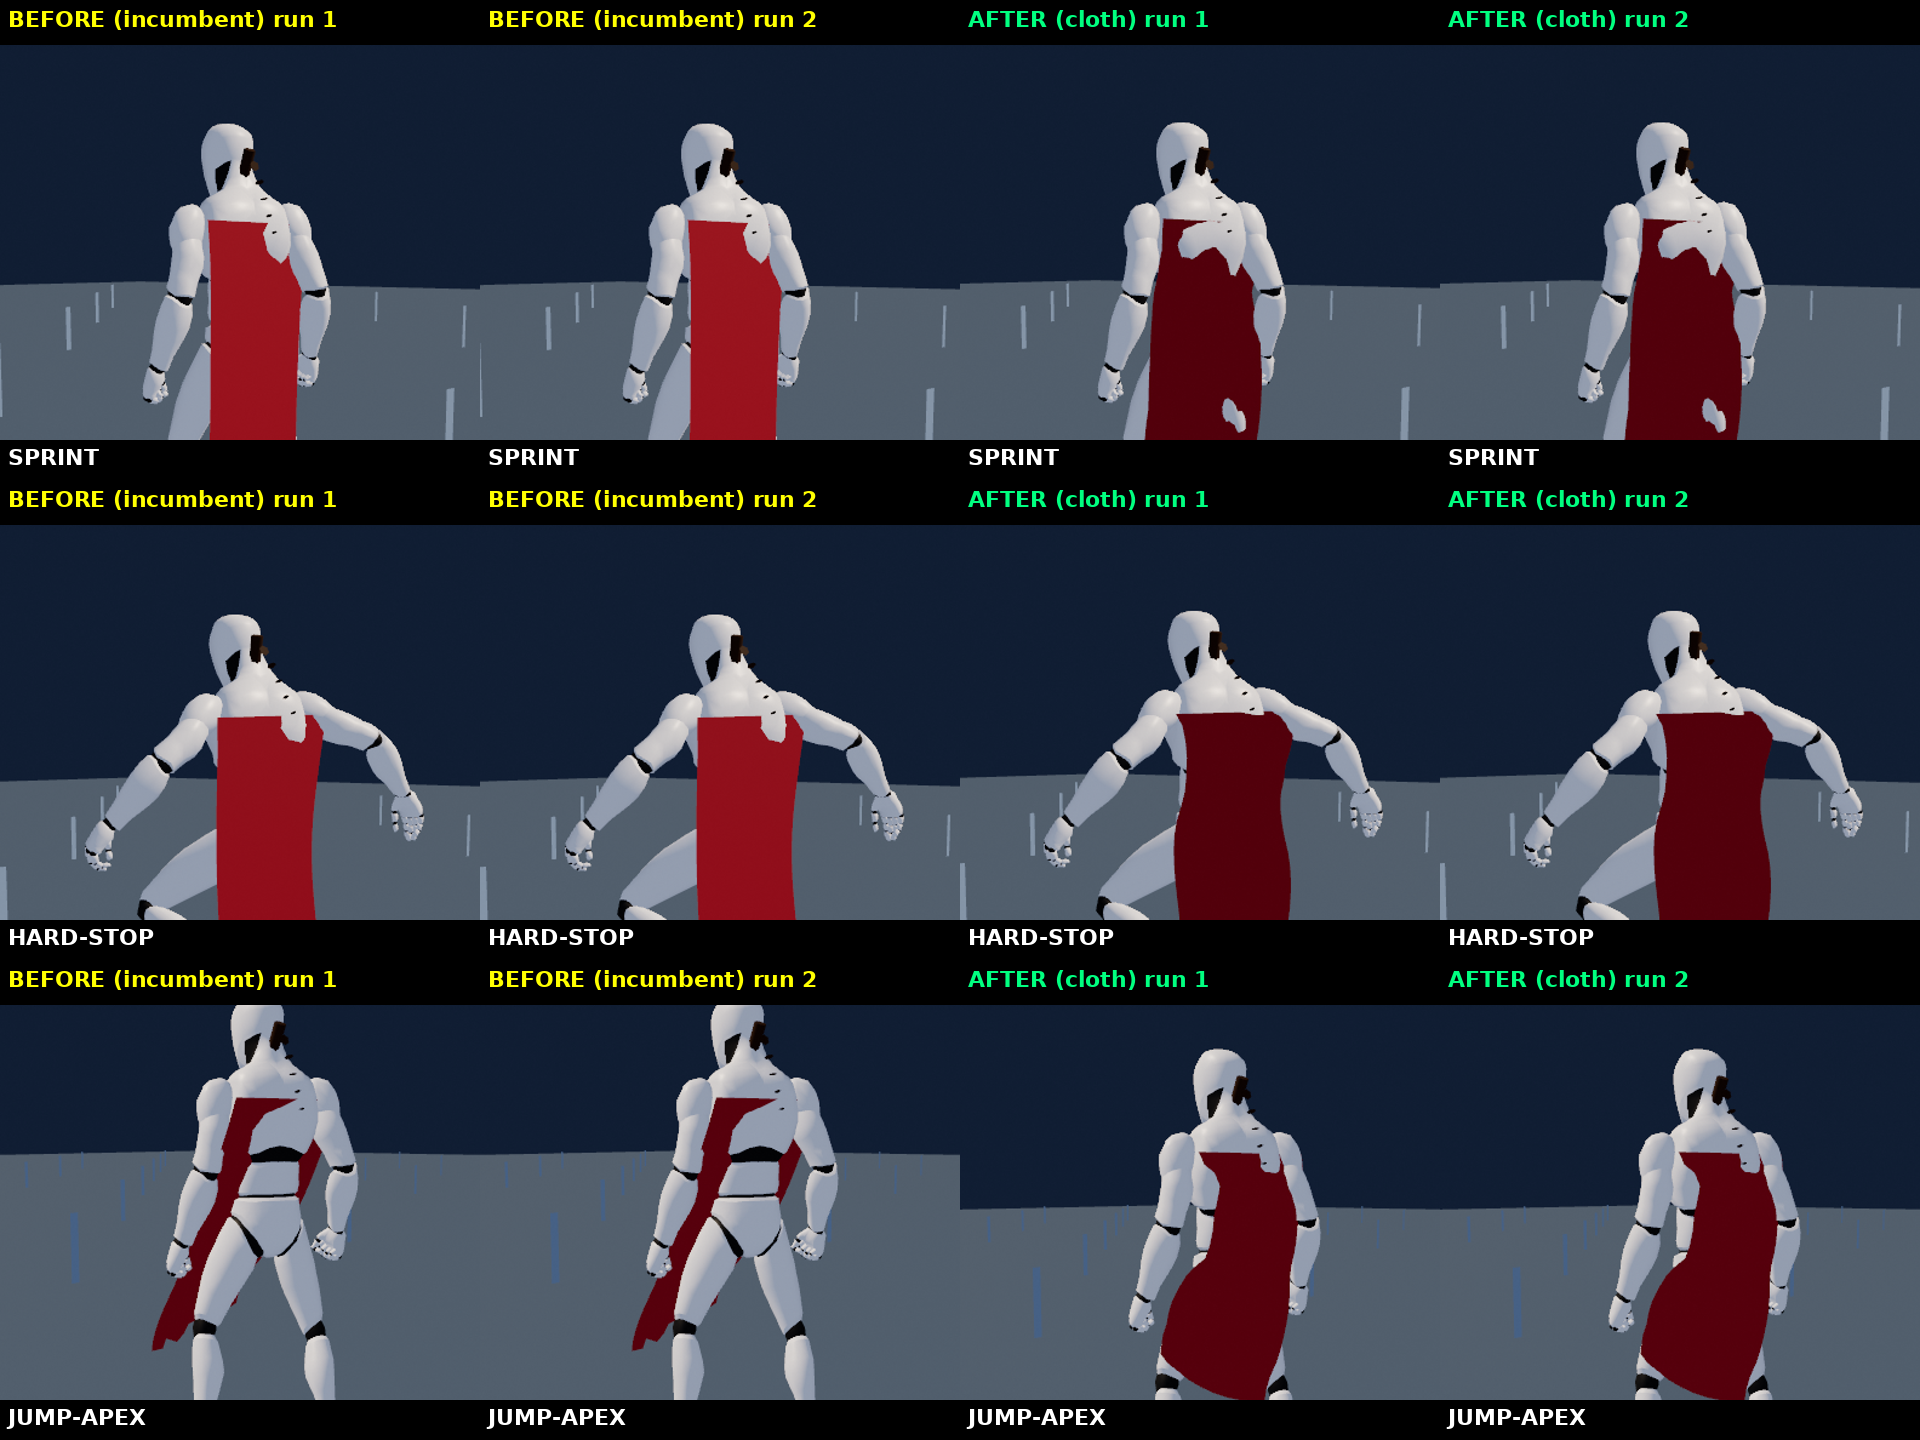 BEFORE (incumbent) run 1
BEFORE (incumbent) run 2
AFTER (cloth) run 1
AFTER (cloth) run 2
SPRINT
SPRINT
SPRINT
SPRINT
BEFORE (incumbent) run 1
BEFORE (incumbent) run 2
AFTER (cloth) run 1
AFTER (cloth) run 2
HARD-STOP
HARD-STOP
HARD-STOP
HARD-STOP
BEFORE (incumbent) run 1
BEFORE (incumbent) run 2
AFTER (cloth) run 1
AFTER (cloth) run 2
JUMP-APEX
JUMP-APEX
JUMP-APEX
JUMP-APEX